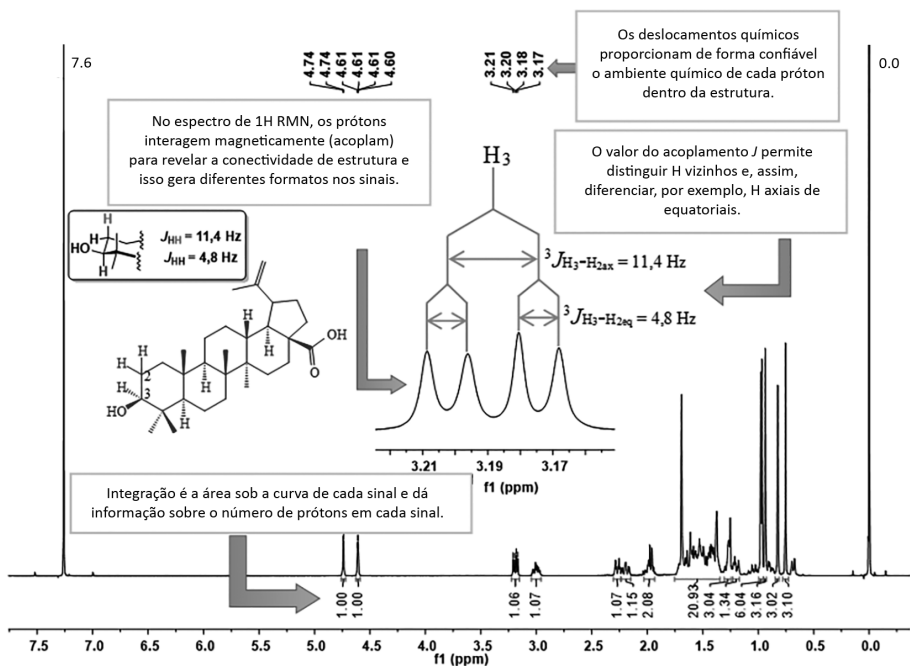 7.6
4.74
4.74
4.61
4.61
4.61
4.60
3.21
3.20
3.18
3.17
Os deslocamentos químicos
proporcionam de forma confiável
o ambiente químico de cada próton
dentro da estrutura.
0.0
No espectro de 1H RMN, os prótons
interagem magneticamente (acoplam)
para revelar a conectividade de estrutura e
isso gera diferentes formatos nos sinais.
H3
O valor do acoplamento J permite
distinguir H vizinhos e, assim,
diferenciar, por exemplo, H axiais de
equatoriais.
H
H
HO
H
JHH = 11,4 Hz
JHH = 4,8 Hz
3JH3-H2ax = 11,4 Hz
3JH3-H2eq = 4,8 Hz
H
H
2
H
3
HO
H
H
H
H
OH
O
3.21 3.19 3.17
f1 (ppm)
Integração é a área sob a curva de cada sinal e dá
informação sobre o número de prótons em cada sinal.
1.00
1.00
1.06
1.07
1.07
1.15
2.08
20.93
3.04
1.34
6.04
3.16
3.02
3.10
7.5 7.0 6.5 6.0 5.5 5.0 4.5 4.0 3.5 3.0 2.5 2.0 1.5 1.0 0.5 0.0
f1 (ppm)